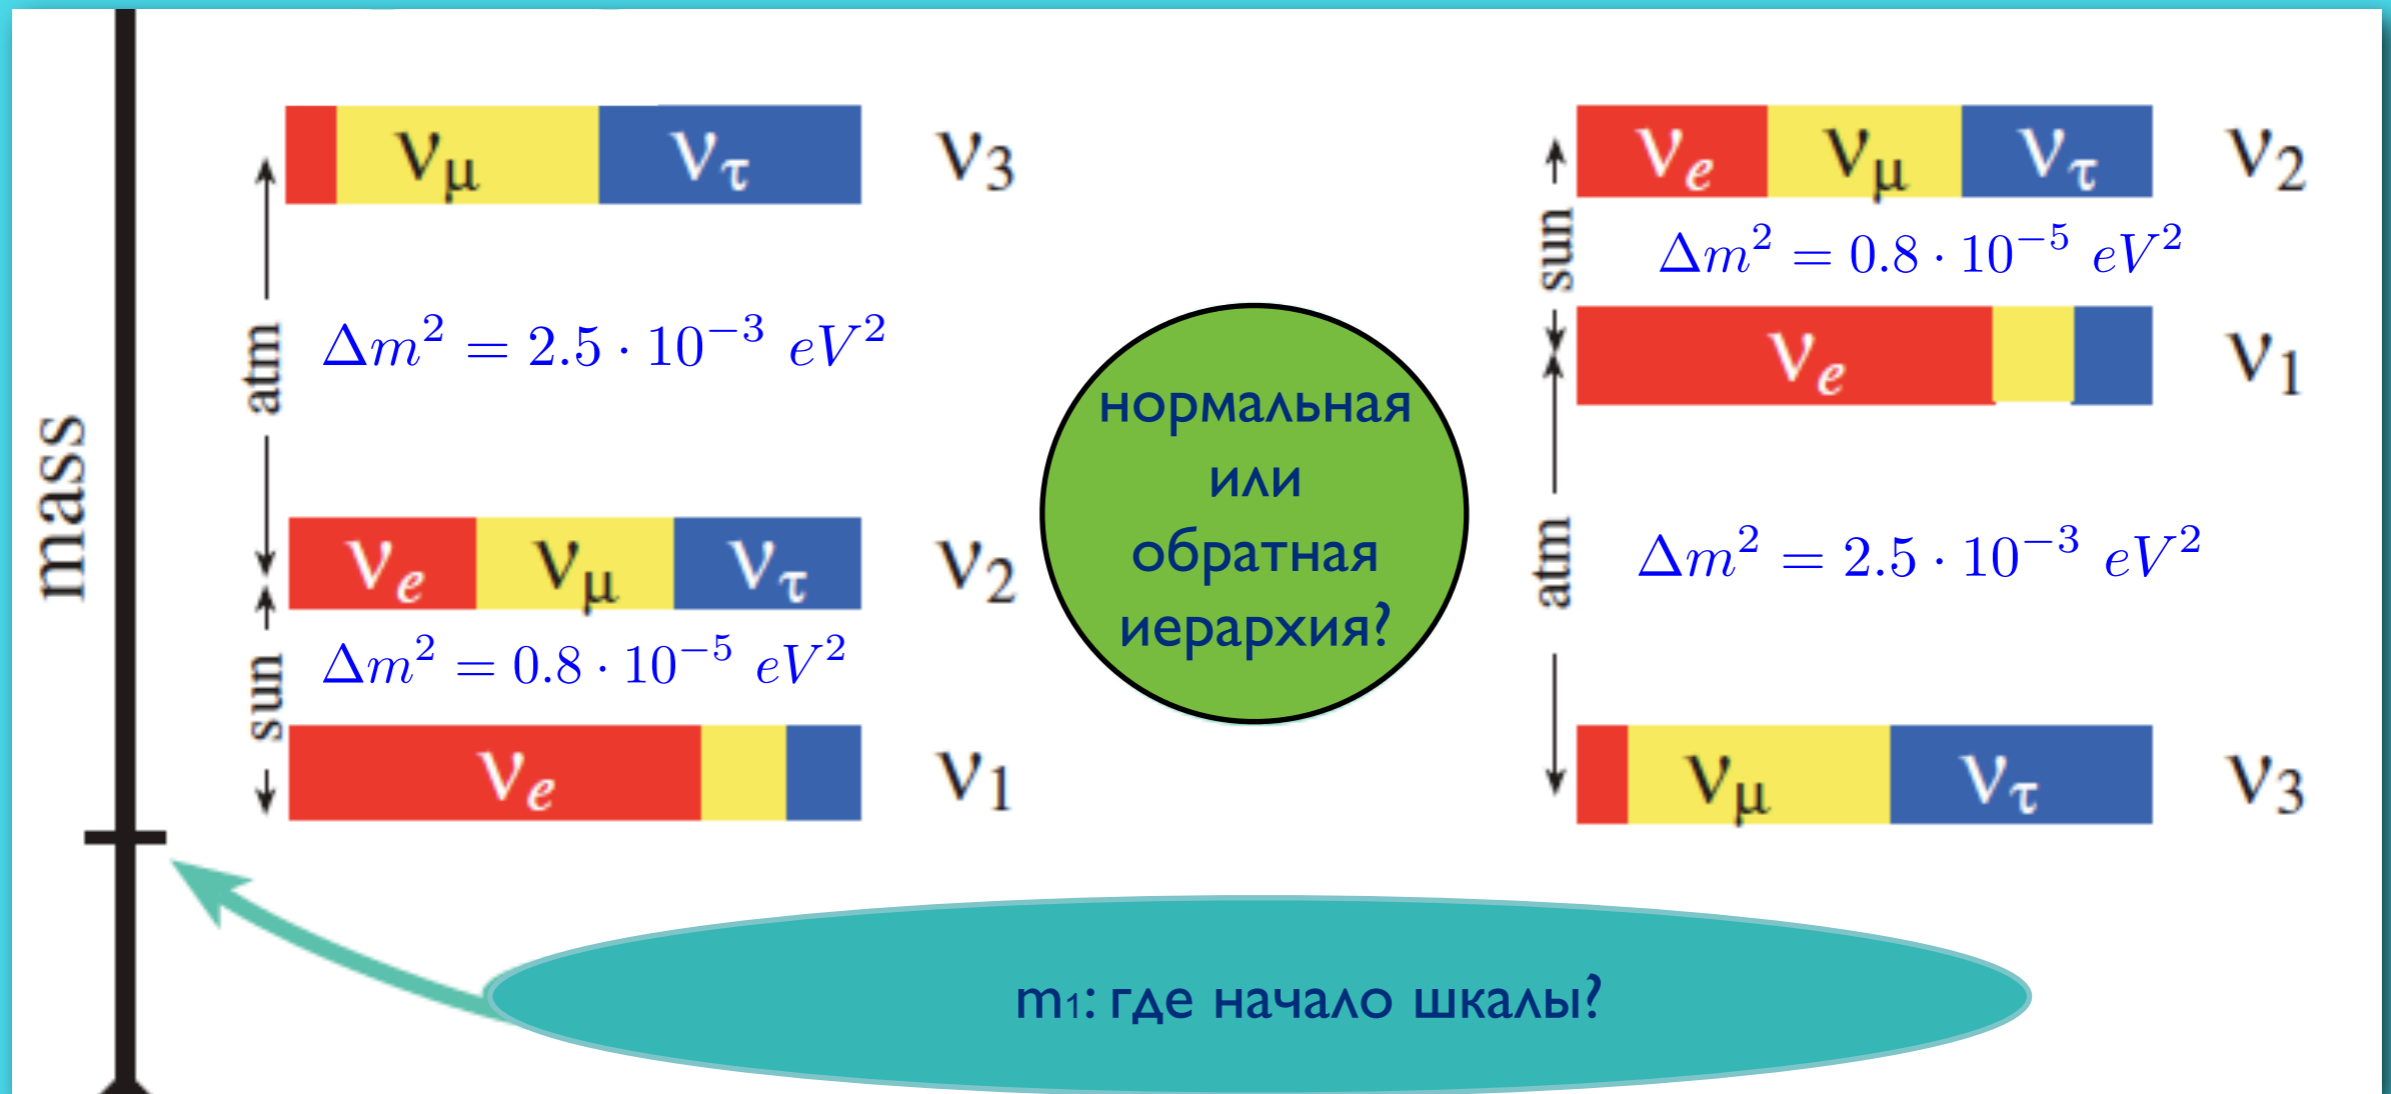 mass
atm
sun
νμ ντ ν3
Δm² = 2.5 · 10⁻³ eV²
νe νμ ντ ν2
Δm² = 0.8 · 10⁻⁵ eV²
νe ν1
нормальная
или
обратная
иерархия?
sun
atm
νe νμ ντ ν2
Δm² = 0.8 · 10⁻⁵ eV²
νe ν1
Δm² = 2.5 · 10⁻³ eV²
νμ ντ ν3
m₁: где начало шкалы?